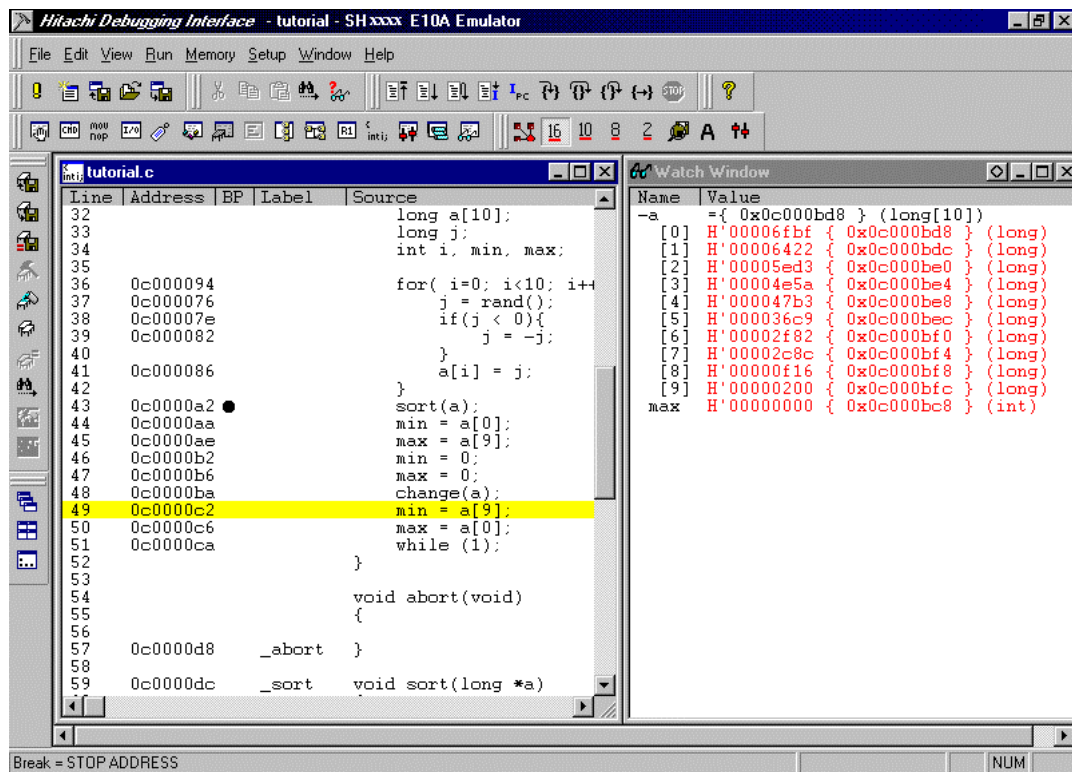 Hitachi Debugging Interface - tutorial - SH xxxx E10A Emulator
File Edit View Run Memory Setup Window Help
16 10 8 2 A
tutorial.c
Line Address BP Label Source
32 long a[10];
33 long j;
34 int i, min, max;
35
36 0c000094 for( i=0; i<10; i++
37 0c000076 j = rand();
38 0c00007e if(j < 0){
39 0c000082 j = -j;
40 }
41 0c000086 a[i] = j;
42 }
43 0c0000a2 ● sort(a);
44 0c0000aa min = a[0];
45 0c0000ae max = a[9];
46 0c0000b2 min = 0;
47 0c0000b6 max = 0;
48 0c0000ba change(a);
49 0c0000c2 min = a[9];
50 0c0000c6 max = a[0];
51 0c0000ca while (1);
52 }
53
54 void abort(void)
55 {
56
57 0c0000d8 _abort }
58
59 0c0000dc _sort void sort(long *a)
Watch Window
Name Value
-a ={ 0x0c000bd8 } (long[10])
[0] H'00006fbf { 0x0c000bd8 } (long)
[1] H'00006422 { 0x0c000bdc } (long)
[2] H'00005ed3 { 0x0c000be0 } (long)
[3] H'00004e5a { 0x0c000be4 } (long)
[4] H'000047b3 { 0x0c000be8 } (long)
[5] H'000036c9 { 0x0c000bec } (long)
[6] H'00002f82 { 0x0c000bf0 } (long)
[7] H'00002c8c { 0x0c000bf4 } (long)
[8] H'00000f16 { 0x0c000bf8 } (long)
[9] H'00000200 { 0x0c000bfc } (long)
max H'00000000 { 0x0c000bc8 } (int)
Break = STOP ADDRESS
NUM